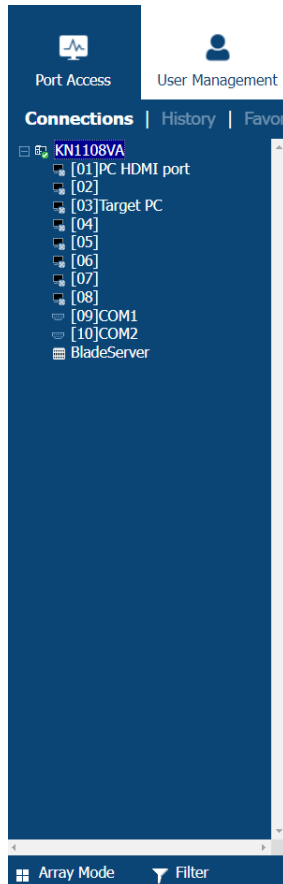 Port Access User Management
Connections | History | Favor
KN1108VA
[01]PC HDMI port
[02]
[03]Target PC
[04]
[05]
[06]
[07]
[08]
[09]COM1
[10]COM2
BladeServer
Array Mode Filter